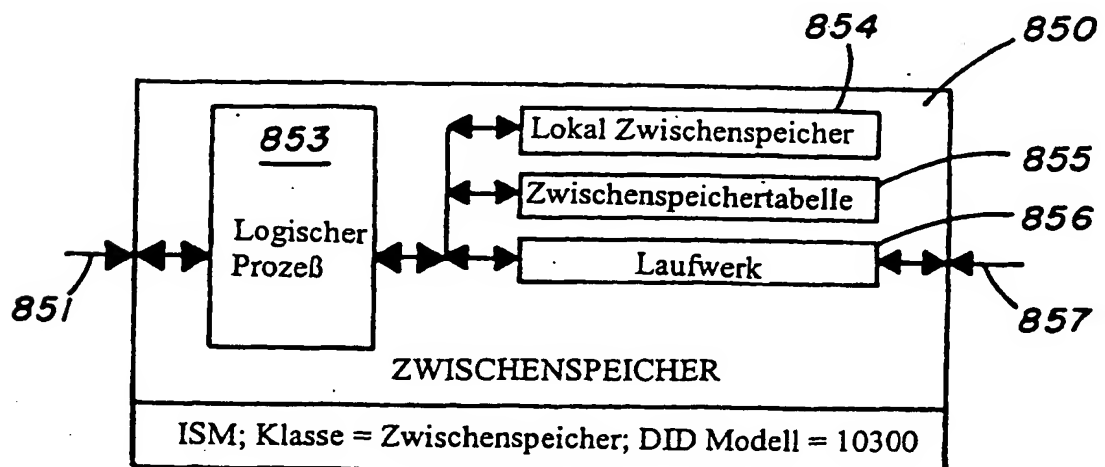 854
850
853
Lokal Zwischenspeicher
855
Zwischenspeichertabelle
856
Logischer
Prozeß
Laufwerk
851
857
ZWISCHENSPEICHER
ISM; Klasse = Zwischenspeicher; DID Modell = 10300